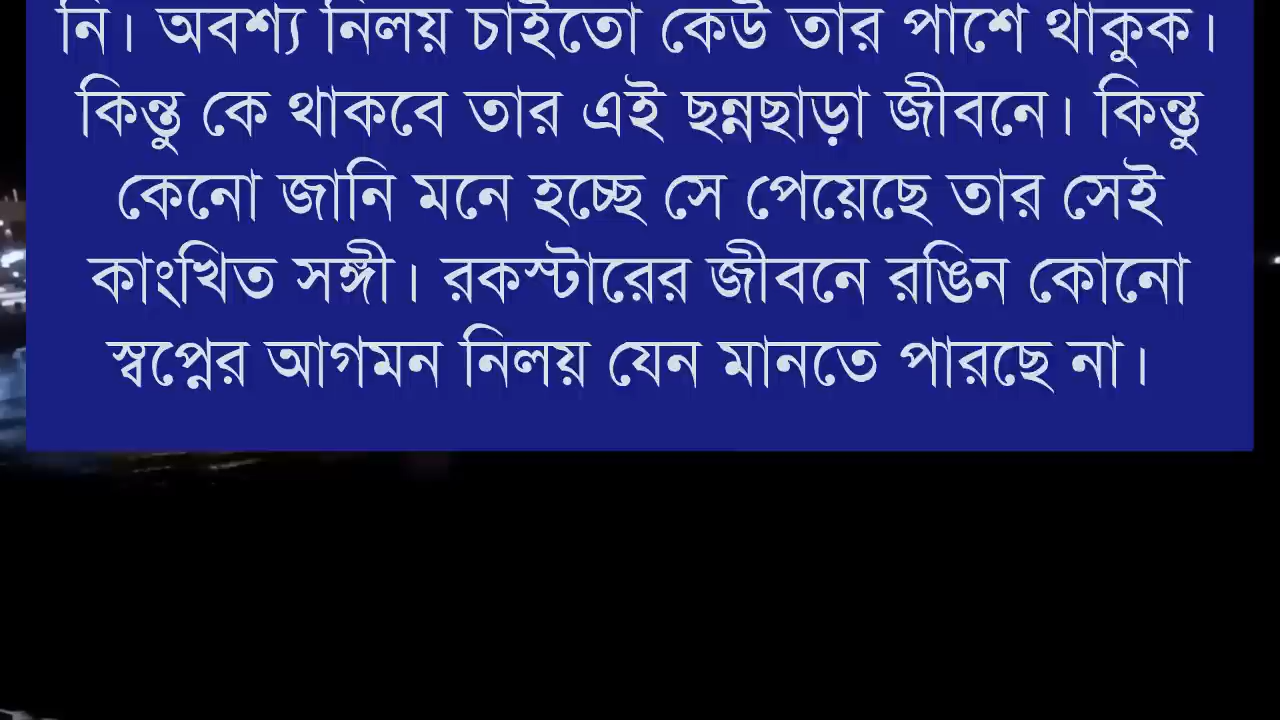 নি। অবশ্য নিলয় চাইতো কেউ তার পাশে থাকুক।
কিন্তু কে থাকবে তার এই ছন্নছাড়া জীবনে। কিন্তু
কেনো জানি মনে হচ্ছে সে পেয়েছে তার সেই
কাংখিত সঙ্গী। রকস্টারের জীবনে রঙিন কোনো
স্বপ্নের আগমন নিলয় যেন মানতে পারছে না।